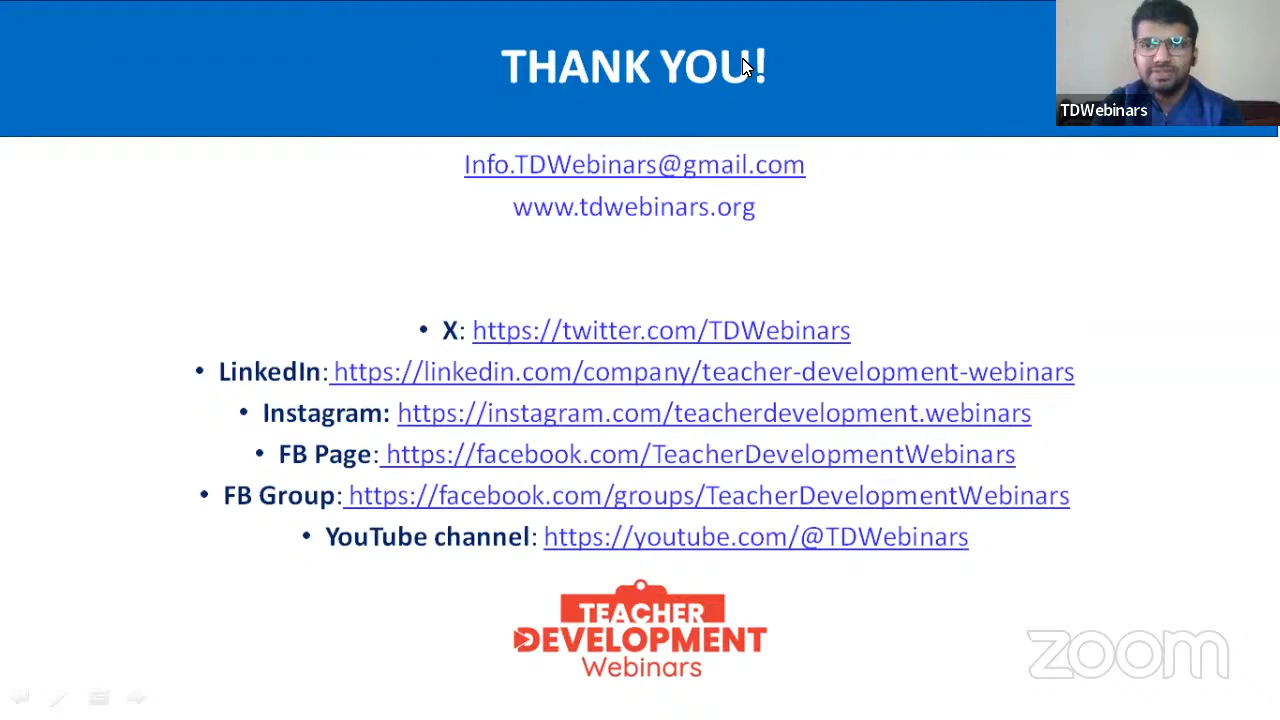 THANK YOU!
TDWebinars
Info.TDWebinars@gmail.com
www.tdwebinars.org
• X: https://twitter.com/TDWebinars
• LinkedIn: https://linkedin.com/company/teacher-development-webinars
• Instagram: https://instagram.com/teacherdevelopment.webinars
• FB Page: https://facebook.com/TeacherDevelopmentWebinars
• FB Group: https://facebook.com/groups/TeacherDevelopmentWebinars
• YouTube channel: https://youtube.com/@TDWebinars
TEACHER
DEVELOPMENT
Webinars
zoom